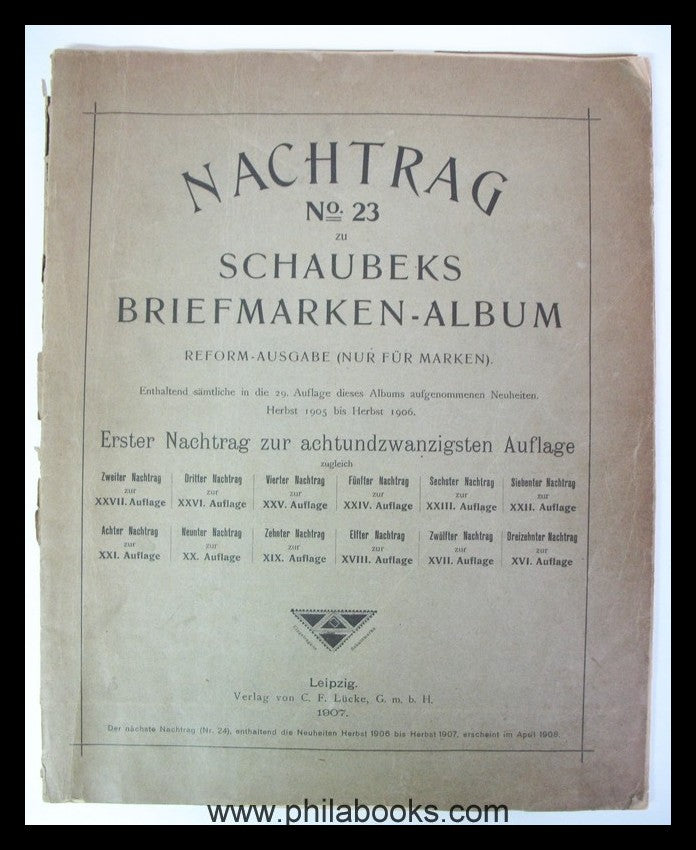 NACHTRAG
No. 23
zu
SCHAUBEKS
BRIEFMARKEN-ALBUM
REFORM-AUSGABE (NUR FÜR MARKEN).
Enthaltend sämtliche in die 29. Auflage dieses Albums aufgenommenen Neuheiten.
Herbst 1905 bis Herbst 1906.
Erster Nachtrag zur achtundzwanzigsten Auflage
zugleich
Zweiter Nachtrag zur XXVII. Auflage
Dritter Nachtrag zur XXVI. Auflage
Vierter Nachtrag zur XXV. Auflage
Fünfter Nachtrag zur XXIV. Auflage
Sechster Nachtrag zur XXIII. Auflage
Siebenter Nachtrag zur XXII. Auflage
Achter Nachtrag zur XXI. Auflage
Neunter Nachtrag zur XX. Auflage
Zehnter Nachtrag zur XIX. Auflage
Elfter Nachtrag zur XVIII. Auflage
Zwölfter Nachtrag zur XVII. Auflage
Dreizehnter Nachtrag zur XVI. Auflage
Leipzig.
Verlag von C. F. Lücke, G. m. b. H.
1907.
Der nächste Nachtrag (Nr. 24), enthaltend die Neuheiten Herbst 1906 bis Herbst 1907, erscheint im April 1908.
www.philabooks.com